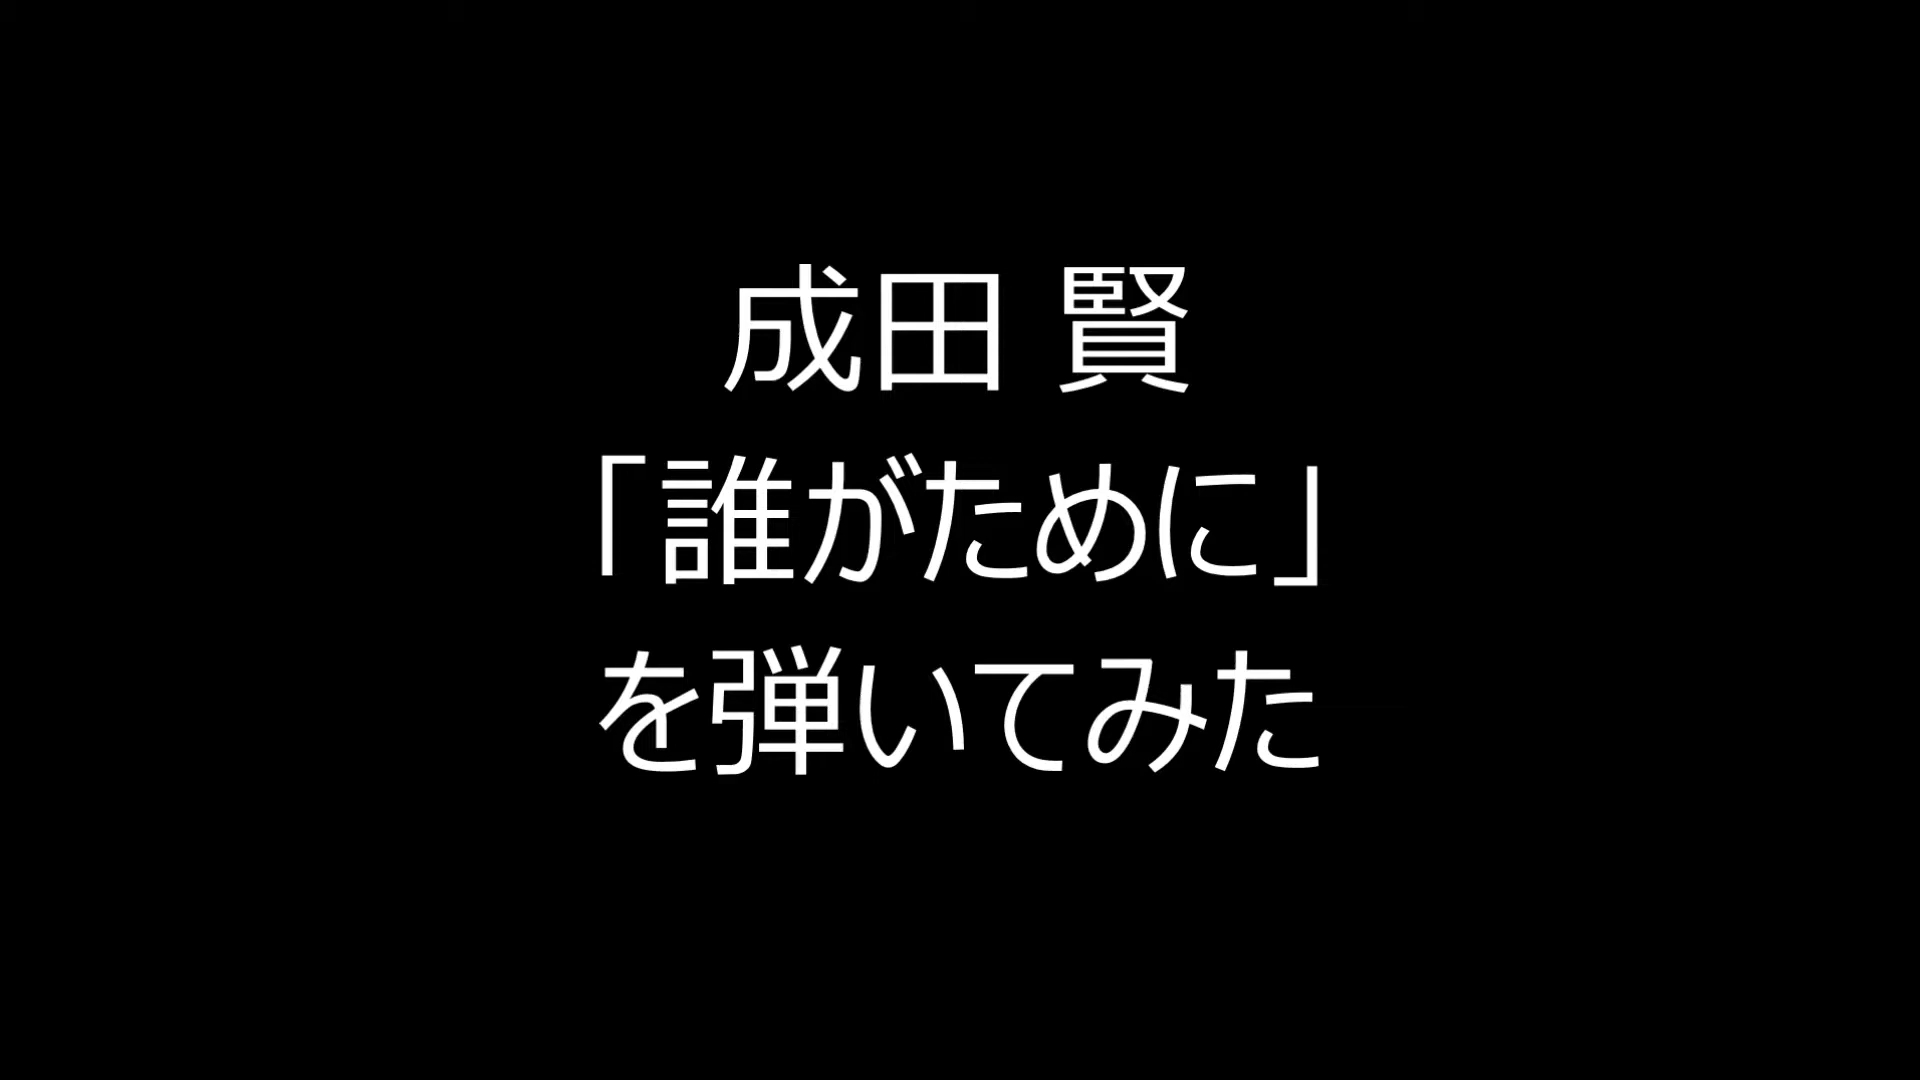 成田 賢
「誰がために」
を弾いてみた